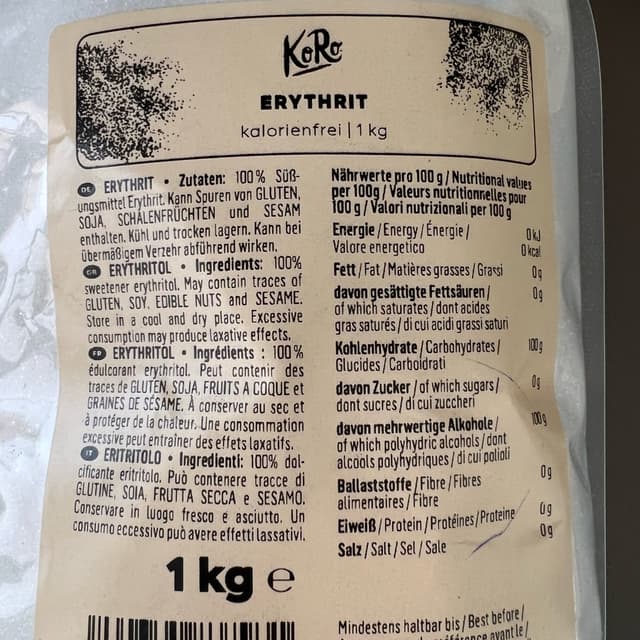 KoRo
ERYTHRIT
kalorienfrei | 1 kg
DE ERYTHRIT • Zutaten: 100% Süß-
ungsmittel Erythrit. Kann Spuren von GLUTEN,
SOJA, SCHALENFRÜCHTEN und SESAM
enthalten. Kühl und trocken lagern. Kann bei
übermäßigem Verzehr abführend wirken.
GB ERYTHRITOL • Ingredients: 100%
sweetener erythritol. May contain traces of
GLUTEN, SOY, EDIBLE NUTS and SESAME.
Store in a cool and dry place. Excessive
consumption may produce laxative effects.
FR ERYTHRITOL • Ingrédients : 100%
édulcorant erythritol. Peut contenir des
traces de GLUTEN, SOJA, FRUITS A COQUE et
GRAINES DE SÉSAME. À conserver au sec et
à protéger de la chaleur. Une consommation
excessive peut entraîner des effets laxatifs.
IT ERITRITOLO • Ingredienti: 100% dol-
cificante eritritolo. Può contenere tracce di
GLUTINE, SOIA, FRUTTA SECCA e SESAMO.
Conservare in luogo fresco e asciutto. Un
consumo eccessivo può avere effetti lassativi.
1 kg e
Nährwerte pro 100 g / Nutritional values
per 100g / Valeurs nutritionnelles pour
100 g / Valori nutrizionali per 100 g
Energie / Energy / Énergie / 0 kJ
Valore energetico 0 kcal
Fett / Fat / Matières grasses / Grassi 0g
davon gesättigte Fettsäuren / 0g
of which saturates / dont acides
gras saturés / di cui acidi grassi saturi
Kohlenhydrate / Carbohydrates / 100g
Glucides / Carboidrati
davon Zucker / of which sugars / 0g
dont sucres / di cui zuccheri
davon mehrwertige Alkohole / 100g
of which polyhydric alcohols / dont
alcools polyhydriques / di cui polioli
Ballaststoffe / Fibre / Fibres 0g
alimentaires / Fibre
Eiweiß / Protein / Protéines / Proteine 0g
Salz / Salt / Sel / Sale 0g
Mindestens haltbar bis / Best before /